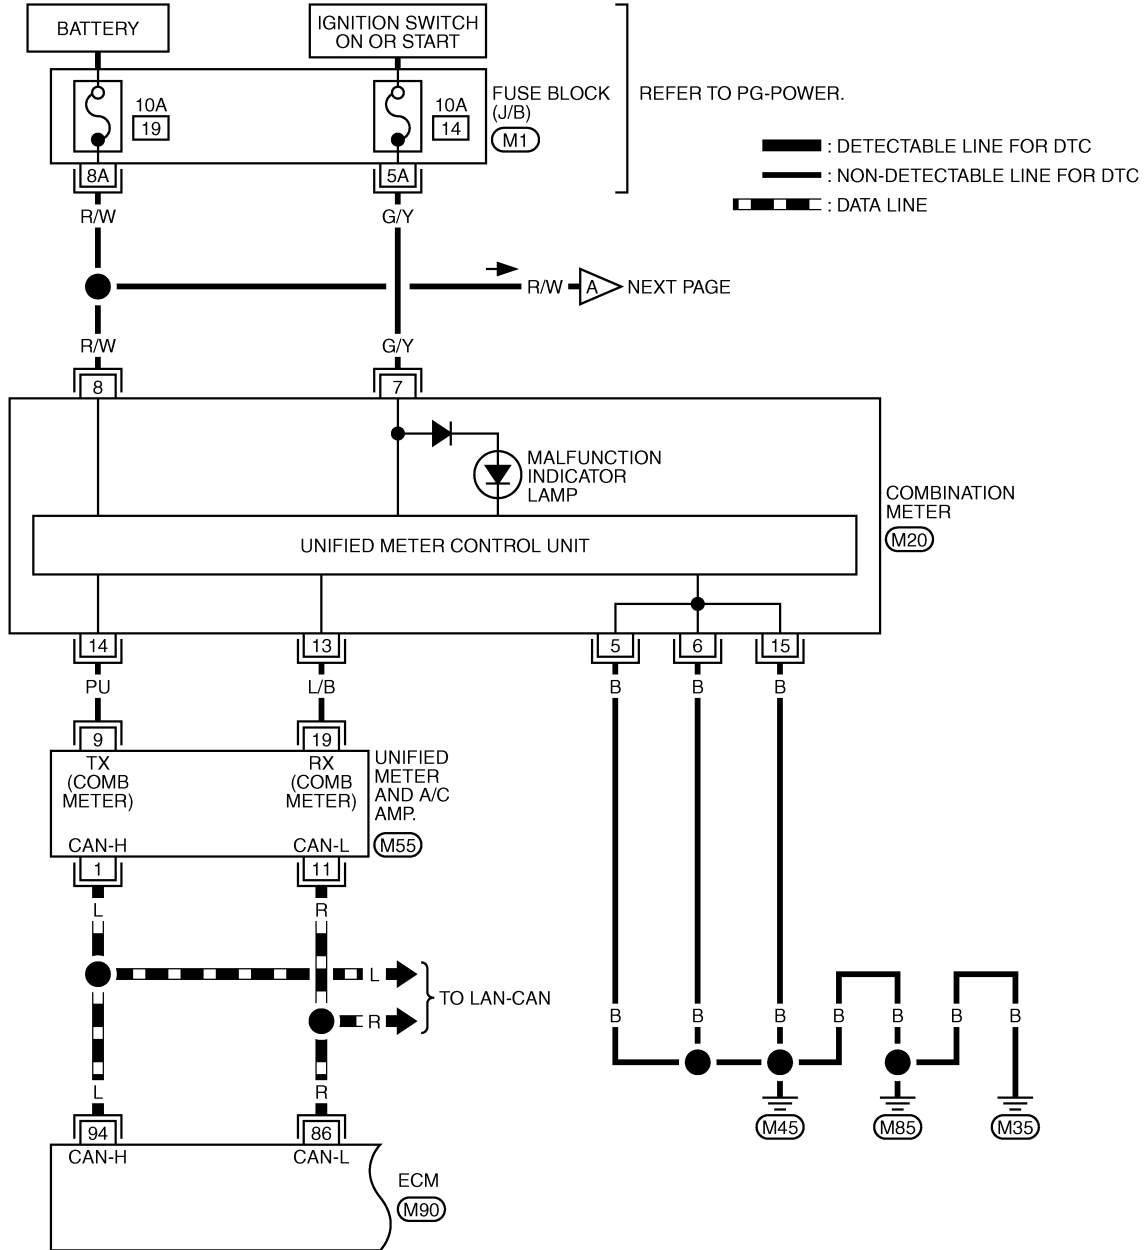 BATTERY
IGNITION SWITCH
ON OR START
10A
19
10A
14
FUSE BLOCK
(J/B)
M1
REFER TO PG-POWER.
: DETECTABLE LINE FOR DTC
: NON-DETECTABLE LINE FOR DTC
: DATA LINE
8A
5A
R/W
G/Y
R/W
A
NEXT PAGE
R/W
G/Y
8
7
MALFUNCTION
INDICATOR
LAMP
COMBINATION
METER
M20
UNIFIED METER CONTROL UNIT
14
13
5
6
15
PU
L/B
B
B
B
9
19
TX
(COMB
METER)
RX
(COMB
METER)
UNIFIED
METER
AND A/C
AMP.
M55
CAN-H
CAN-L
1
11
L
R
L
R
TO LAN-CAN
B
B
B
B
B
B
B
L
R
94
86
M45
M85
M35
CAN-H
CAN-L
ECM
M90